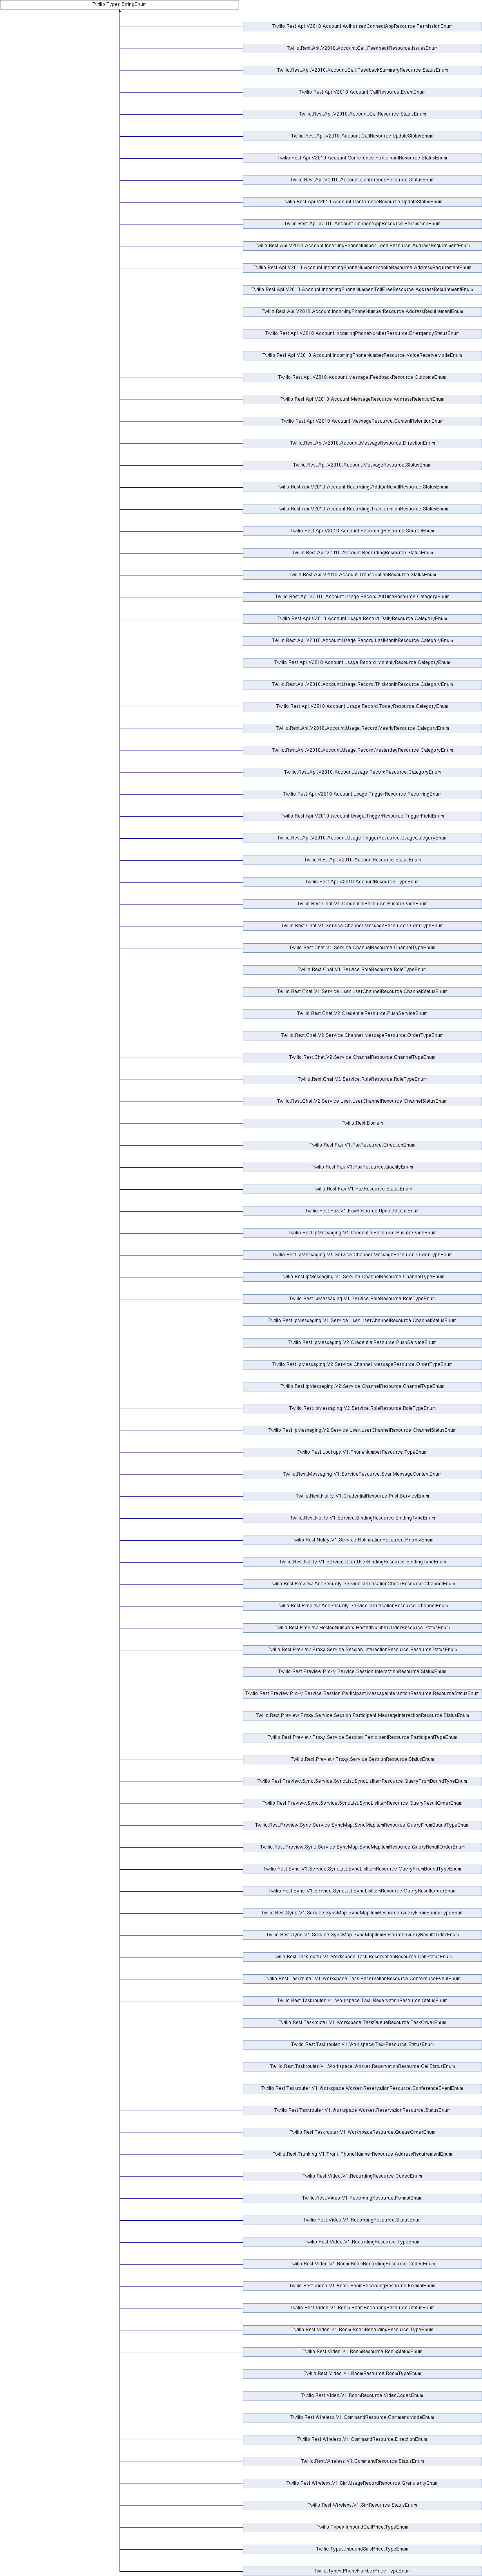 Twilio.Types.StringEnum
Twilio.Rest.Api.V2010.Account.AuthorizedConnectAppResource.PermissionEnum
Twilio.Rest.Api.V2010.Account.Call.FeedbackResource.IssuesEnum
Twilio.Rest.Api.V2010.Account.Call.FeedbackSummaryResource.StatusEnum
Twilio.Rest.Api.V2010.Account.CallResource.EventEnum
Twilio.Rest.Api.V2010.Account.CallResource.StatusEnum
Twilio.Rest.Api.V2010.Account.CallResource.UpdateStatusEnum
Twilio.Rest.Api.V2010.Account.Conference.ParticipantResource.StatusEnum
Twilio.Rest.Api.V2010.Account.ConferenceResource.StatusEnum
Twilio.Rest.Api.V2010.Account.ConferenceResource.UpdateStatusEnum
Twilio.Rest.Api.V2010.Account.ConnectAppResource.PermissionEnum
Twilio.Rest.Api.V2010.Account.IncomingPhoneNumber.LocalResource.AddressRequirementEnum
Twilio.Rest.Api.V2010.Account.IncomingPhoneNumber.MobileResource.AddressRequirementEnum
Twilio.Rest.Api.V2010.Account.IncomingPhoneNumber.TollFreeResource.AddressRequirementEnum
Twilio.Rest.Api.V2010.Account.IncomingPhoneNumberResource.AddressRequirementEnum
Twilio.Rest.Api.V2010.Account.IncomingPhoneNumberResource.EmergencyStatusEnum
Twilio.Rest.Api.V2010.Account.IncomingPhoneNumberResource.VoiceReceiveModeEnum
Twilio.Rest.Api.V2010.Account.Message.FeedbackResource.OutcomeEnum
Twilio.Rest.Api.V2010.Account.MessageResource.AddressRetentionEnum
Twilio.Rest.Api.V2010.Account.MessageResource.ContentRetentionEnum
Twilio.Rest.Api.V2010.Account.MessageResource.DirectionEnum
Twilio.Rest.Api.V2010.Account.MessageResource.StatusEnum
Twilio.Rest.Api.V2010.Account.Recording.AddOnResultResource.StatusEnum
Twilio.Rest.Api.V2010.Account.Recording.TranscriptionResource.StatusEnum
Twilio.Rest.Api.V2010.Account.RecordingResource.SourceEnum
Twilio.Rest.Api.V2010.Account.RecordingResource.StatusEnum
Twilio.Rest.Api.V2010.Account.TranscriptionResource.StatusEnum
Twilio.Rest.Api.V2010.Account.Usage.Record.AllTimeResource.CategoryEnum
Twilio.Rest.Api.V2010.Account.Usage.Record.DailyResource.CategoryEnum
Twilio.Rest.Api.V2010.Account.Usage.Record.LastMonthResource.CategoryEnum
Twilio.Rest.Api.V2010.Account.Usage.Record.MonthlyResource.CategoryEnum
Twilio.Rest.Api.V2010.Account.Usage.Record.ThisMonthResource.CategoryEnum
Twilio.Rest.Api.V2010.Account.Usage.Record.TodayResource.CategoryEnum
Twilio.Rest.Api.V2010.Account.Usage.Record.YearlyResource.CategoryEnum
Twilio.Rest.Api.V2010.Account.Usage.Record.YesterdayResource.CategoryEnum
Twilio.Rest.Api.V2010.Account.Usage.RecordResource.CategoryEnum
Twilio.Rest.Api.V2010.Account.Usage.TriggerResource.RecurringEnum
Twilio.Rest.Api.V2010.Account.Usage.TriggerResource.TriggerFieldEnum
Twilio.Rest.Api.V2010.Account.Usage.TriggerResource.UsageCategoryEnum
Twilio.Rest.Api.V2010.AccountResource.StatusEnum
Twilio.Rest.Api.V2010.AccountResource.TypeEnum
Twilio.Rest.Chat.V1.CredentialResource.PushServiceEnum
Twilio.Rest.Chat.V1.Service.Channel.MessageResource.OrderTypeEnum
Twilio.Rest.Chat.V1.Service.ChannelResource.ChannelTypeEnum
Twilio.Rest.Chat.V1.Service.RoleResource.RoleTypeEnum
Twilio.Rest.Chat.V1.Service.User.UserChannelResource.ChannelStatusEnum
Twilio.Rest.Chat.V2.CredentialResource.PushServiceEnum
Twilio.Rest.Chat.V2.Service.Channel.MessageResource.OrderTypeEnum
Twilio.Rest.Chat.V2.Service.ChannelResource.ChannelTypeEnum
Twilio.Rest.Chat.V2.Service.RoleResource.RoleTypeEnum
Twilio.Rest.Chat.V2.Service.User.UserChannelResource.ChannelStatusEnum
Twilio.Rest.Domain
Twilio.Rest.Fax.V1.FaxResource.DirectionEnum
Twilio.Rest.Fax.V1.FaxResource.QualityEnum
Twilio.Rest.Fax.V1.FaxResource.StatusEnum
Twilio.Rest.Fax.V1.FaxResource.UpdateStatusEnum
Twilio.Rest.IpMessaging.V1.CredentialResource.PushServiceEnum
Twilio.Rest.IpMessaging.V1.Service.Channel.MessageResource.OrderTypeEnum
Twilio.Rest.IpMessaging.V1.Service.ChannelResource.ChannelTypeEnum
Twilio.Rest.IpMessaging.V1.Service.RoleResource.RoleTypeEnum
Twilio.Rest.IpMessaging.V1.Service.User.UserChannelResource.ChannelStatusEnum
Twilio.Rest.IpMessaging.V2.CredentialResource.PushServiceEnum
Twilio.Rest.IpMessaging.V2.Service.Channel.MessageResource.OrderTypeEnum
Twilio.Rest.IpMessaging.V2.Service.ChannelResource.ChannelTypeEnum
Twilio.Rest.IpMessaging.V2.Service.RoleResource.RoleTypeEnum
Twilio.Rest.IpMessaging.V2.Service.User.UserChannelResource.ChannelStatusEnum
Twilio.Rest.Lookups.V1.PhoneNumberResource.TypeEnum
Twilio.Rest.Messaging.V1.ServiceResource.ScanMessageContentEnum
Twilio.Rest.Notify.V1.CredentialResource.PushServiceEnum
Twilio.Rest.Notify.V1.Service.BindingResource.BindingTypeEnum
Twilio.Rest.Notify.V1.Service.NotificationResource.PriorityEnum
Twilio.Rest.Notify.V1.Service.User.UserBindingResource.BindingTypeEnum
Twilio.Rest.Preview.AccSecurity.Service.VerificationCheckResource.ChannelEnum
Twilio.Rest.Preview.AccSecurity.Service.VerificationResource.ChannelEnum
Twilio.Rest.Preview.HostedNumbers.HostedNumberOrderResource.StatusEnum
Twilio.Rest.Preview.Proxy.Service.Session.InteractionResource.ResourceStatusEnum
Twilio.Rest.Preview.Proxy.Service.Session.InteractionResource.StatusEnum
Twilio.Rest.Preview.Proxy.Service.Session.Participant.MessageInteractionResource.ResourceStatusEnum
Twilio.Rest.Preview.Proxy.Service.Session.Participant.MessageInteractionResource.StatusEnum
Twilio.Rest.Preview.Proxy.Service.Session.ParticipantResource.ParticipantTypeEnum
Twilio.Rest.Preview.Proxy.Service.SessionResource.StatusEnum
Twilio.Rest.Preview.Sync.Service.SyncList.SyncListItemResource.QueryFromBoundTypeEnum
Twilio.Rest.Preview.Sync.Service.SyncList.SyncListItemResource.QueryResultOrderEnum
Twilio.Rest.Preview.Sync.Service.SyncMap.SyncMapItemResource.QueryFromBoundTypeEnum
Twilio.Rest.Preview.Sync.Service.SyncMap.SyncMapItemResource.QueryResultOrderEnum
Twilio.Rest.Sync.V1.Service.SyncList.SyncListItemResource.QueryFromBoundTypeEnum
Twilio.Rest.Sync.V1.Service.SyncList.SyncListItemResource.QueryResultOrderEnum
Twilio.Rest.Sync.V1.Service.SyncMap.SyncMapItemResource.QueryFromBoundTypeEnum
Twilio.Rest.Sync.V1.Service.SyncMap.SyncMapItemResource.QueryResultOrderEnum
Twilio.Rest.Taskrouter.V1.Workspace.Task.ReservationResource.CallStatusEnum
Twilio.Rest.Taskrouter.V1.Workspace.Task.ReservationResource.ConferenceEventEnum
Twilio.Rest.Taskrouter.V1.Workspace.Task.ReservationResource.StatusEnum
Twilio.Rest.Taskrouter.V1.Workspace.TaskQueueResource.TaskOrderEnum
Twilio.Rest.Taskrouter.V1.Workspace.TaskResource.StatusEnum
Twilio.Rest.Taskrouter.V1.Workspace.Worker.ReservationResource.CallStatusEnum
Twilio.Rest.Taskrouter.V1.Workspace.Worker.ReservationResource.ConferenceEventEnum
Twilio.Rest.Taskrouter.V1.Workspace.Worker.ReservationResource.StatusEnum
Twilio.Rest.Taskrouter.V1.WorkspaceResource.QueueOrderEnum
Twilio.Rest.Trunking.V1.Trunk.PhoneNumberResource.AddressRequirementEnum
Twilio.Rest.Video.V1.RecordingResource.CodecEnum
Twilio.Rest.Video.V1.RecordingResource.FormatEnum
Twilio.Rest.Video.V1.RecordingResource.StatusEnum
Twilio.Rest.Video.V1.RecordingResource.TypeEnum
Twilio.Rest.Video.V1.Room.RoomRecordingResource.CodecEnum
Twilio.Rest.Video.V1.Room.RoomRecordingResource.FormatEnum
Twilio.Rest.Video.V1.Room.RoomRecordingResource.StatusEnum
Twilio.Rest.Video.V1.Room.RoomRecordingResource.TypeEnum
Twilio.Rest.Video.V1.RoomResource.RoomStatusEnum
Twilio.Rest.Video.V1.RoomResource.RoomTypeEnum
Twilio.Rest.Video.V1.RoomResource.VideoCodecEnum
Twilio.Rest.Wireless.V1.CommandResource.CommandModeEnum
Twilio.Rest.Wireless.V1.CommandResource.DirectionEnum
Twilio.Rest.Wireless.V1.CommandResource.StatusEnum
Twilio.Rest.Wireless.V1.Sim.UsageRecordResource.GranularityEnum
Twilio.Rest.Wireless.V1.SimResource.StatusEnum
Twilio.Types.InboundCallPrice.TypeEnum
Twilio.Types.InboundSmsPrice.TypeEnum
Twilio.Types.PhoneNumberPrice.TypeEnum